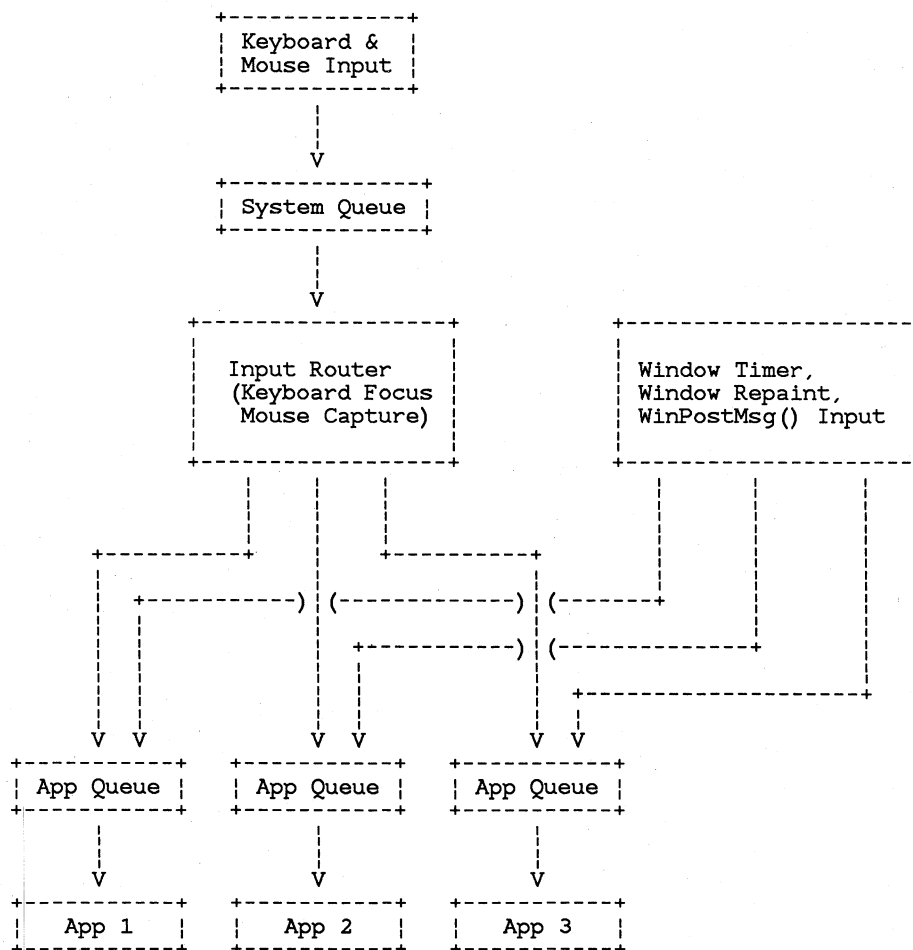 Keyboard &
Mouse Input
System Queue
Input Router
(Keyboard Focus
Mouse Capture)
Window Timer,
Window Repaint,
WinPostMsg() Input
App Queue
App Queue
App Queue
App 1
App 2
App 3